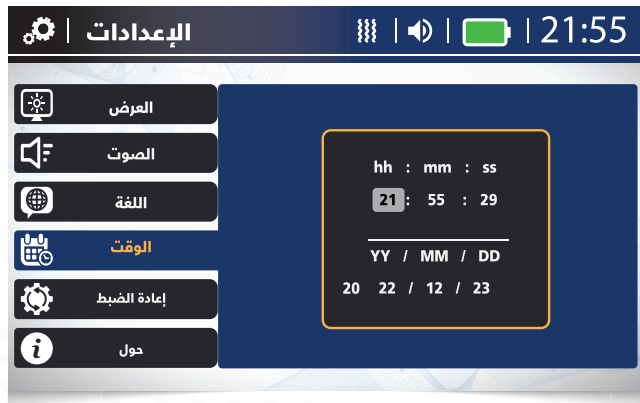 الإعدادات
21:55
العرض
الصوت
اللغة
الوقت
إعادة الضبط
حول
hh : mm : ss
21 : 55 : 29
YY / MM / DD
20 22 / 12 / 23